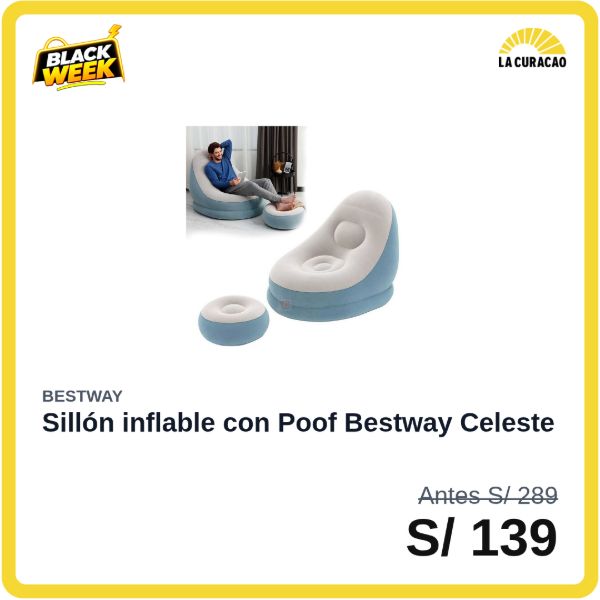 BLACK
WEEK
LA CURACAO
BESTWAY
Sillón inflable con Poof Bestway Celeste
Antes S/ 289
S/ 139